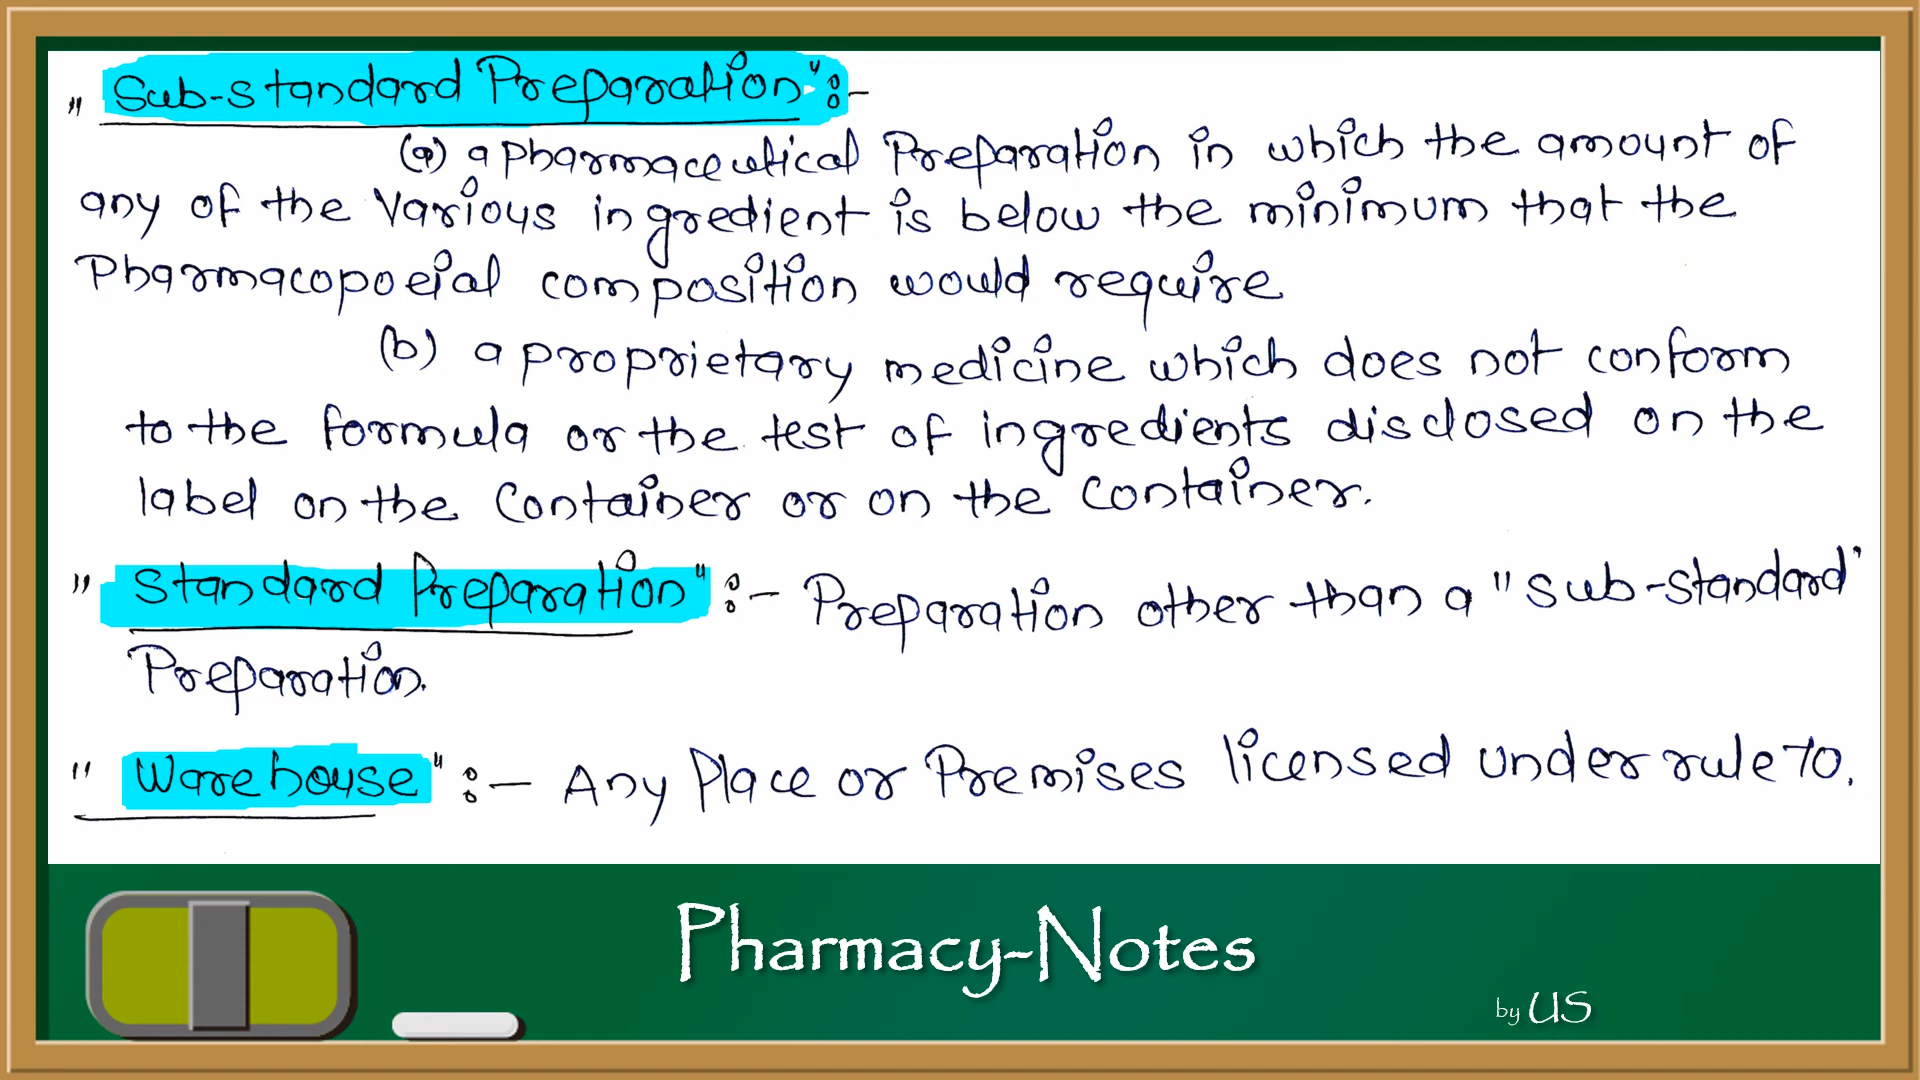 " Sub-standard Preparation" :-
(a) a pharmaceutical Preparation in which the amount of
any of the Various ingredient is below the minimum that the
Pharmacopoeial composition would require
(b) a proprietary medicine which does not conform
to the formula or the test of ingredients disclosed on the
label on the Container or on the container.
" Standard Preparation" :- Preparation other than a "Sub-standard"
Preparation.
" Warehouse" :- Any Place or Premises licensed under rule 70.
Pharmacy-Notes
by US